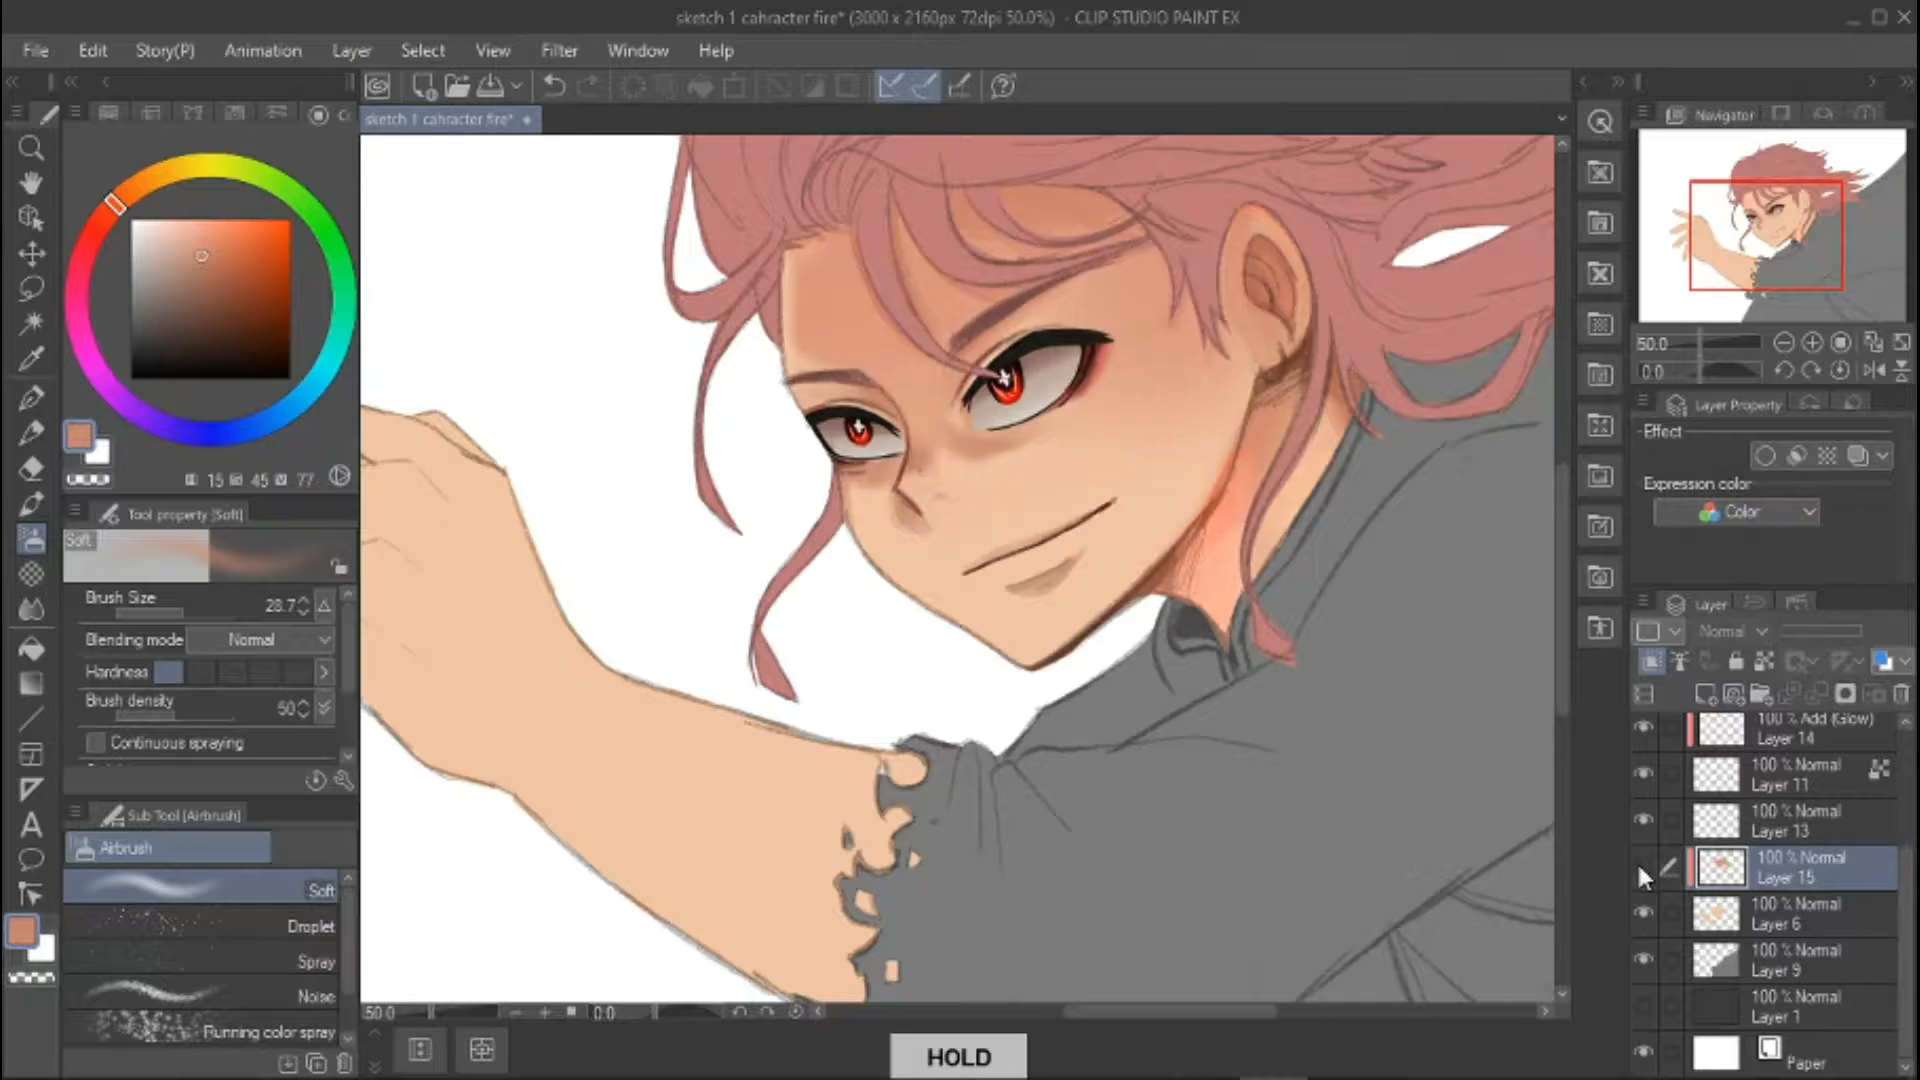 sketch 1 cahracter fire* (3000 x 2160px 72dpi 50.0%) - CLIP STUDIO PAINT EX
File Edit Story(P) Animation Layer Select View Filter Window Help
sketch 1 cahracter fire*
Navigator
50.0
0.0
Layer Property
Effect
Expression color
Color
15 45 77
Tool property [Soft]
Soft
Brush Size 28.7
Blending mode Normal
Hardness
Brush density 50
Continuous spraying
Sub Tool [Airbrush]
Airbrush
Soft
Droplet
Spray
Noise
Running color spray
50.0 0.0
HOLD
Layer
Normal
100 % Add (Glow)
Layer 14
100 % Normal
Layer 11
100 % Normal
Layer 13
100 % Normal
Layer 15
100 % Normal
Layer 6
100 % Normal
Layer 9
100 % Normal
Layer 1
Paper